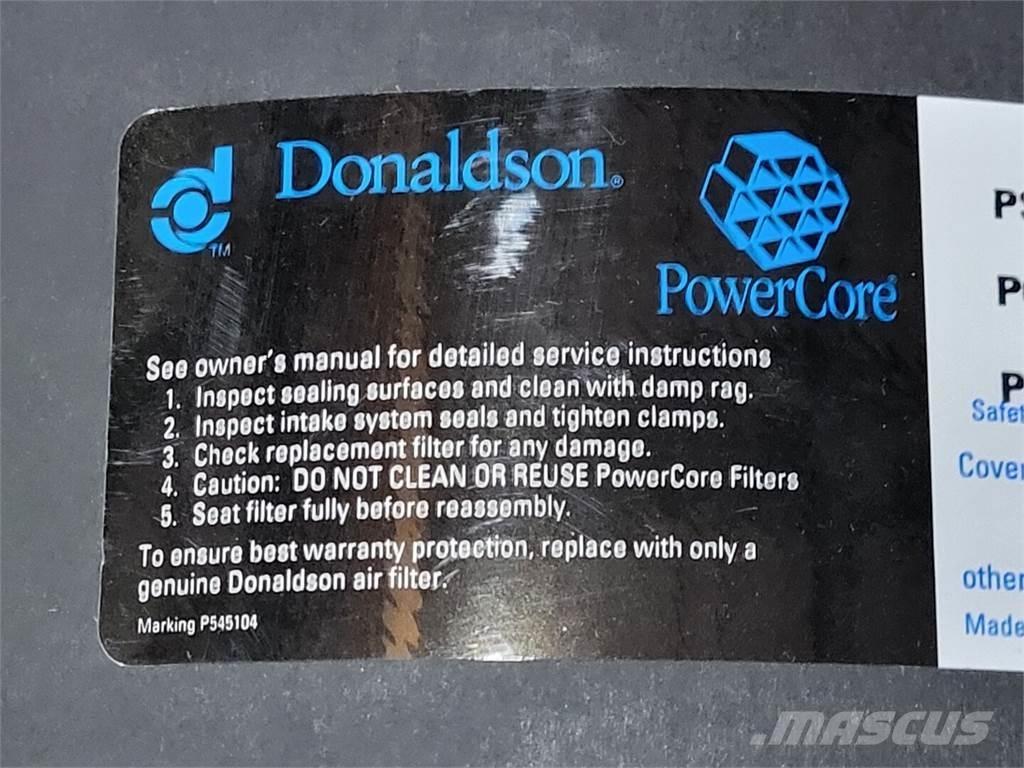 Donaldson®
TM
PowerCore®
See owner's manual for detailed service instructions
1. Inspect sealing surfaces and clean with damp rag.
2. Inspect intake system seals and tighten clamps.
3. Check replacement filter for any damage.
4. Caution: DO NOT CLEAN OR REUSE PowerCore Filters
5. Seat filter fully before reassembly.
To ensure best warranty protection, replace with only a
genuine Donaldson air filter.
Marking P545104
other
Made
MASCUS